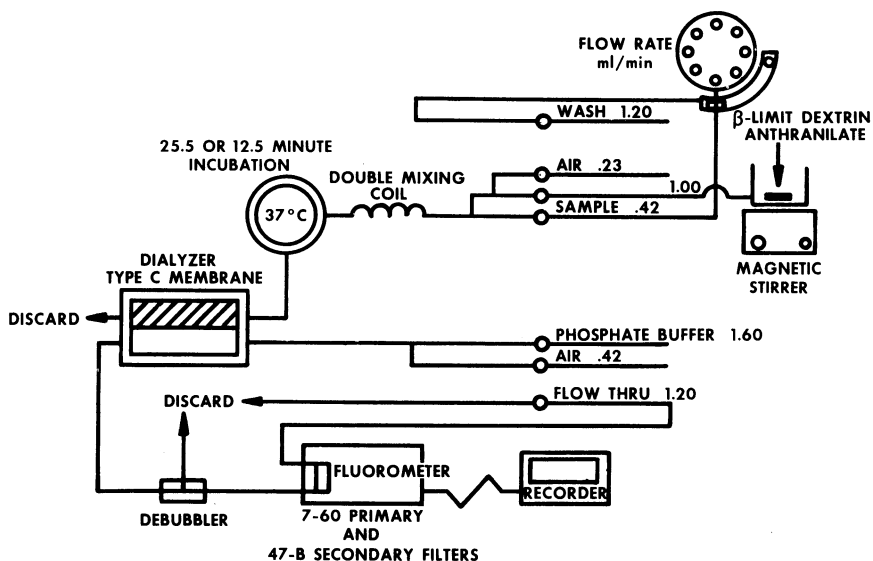 FLOW RATE
ml/min
WASH 1.20
β-LIMIT DEXTRIN
ANTHRANILATE
25.5 OR 12.5 MINUTE
INCUBATION
DOUBLE MIXING
COIL
AIR .23
1.00
37°C
SAMPLE .42
MAGNETIC
STIRRER
DIALYZER
TYPE C MEMBRANE
DISCARD
PHOSPHATE BUFFER 1.60
AIR .42
FLOW THRU 1.20
DISCARD
FLUOROMETER
RECORDER
DEBUBBLER
7-60 PRIMARY
AND
47-B SECONDARY FILTERS